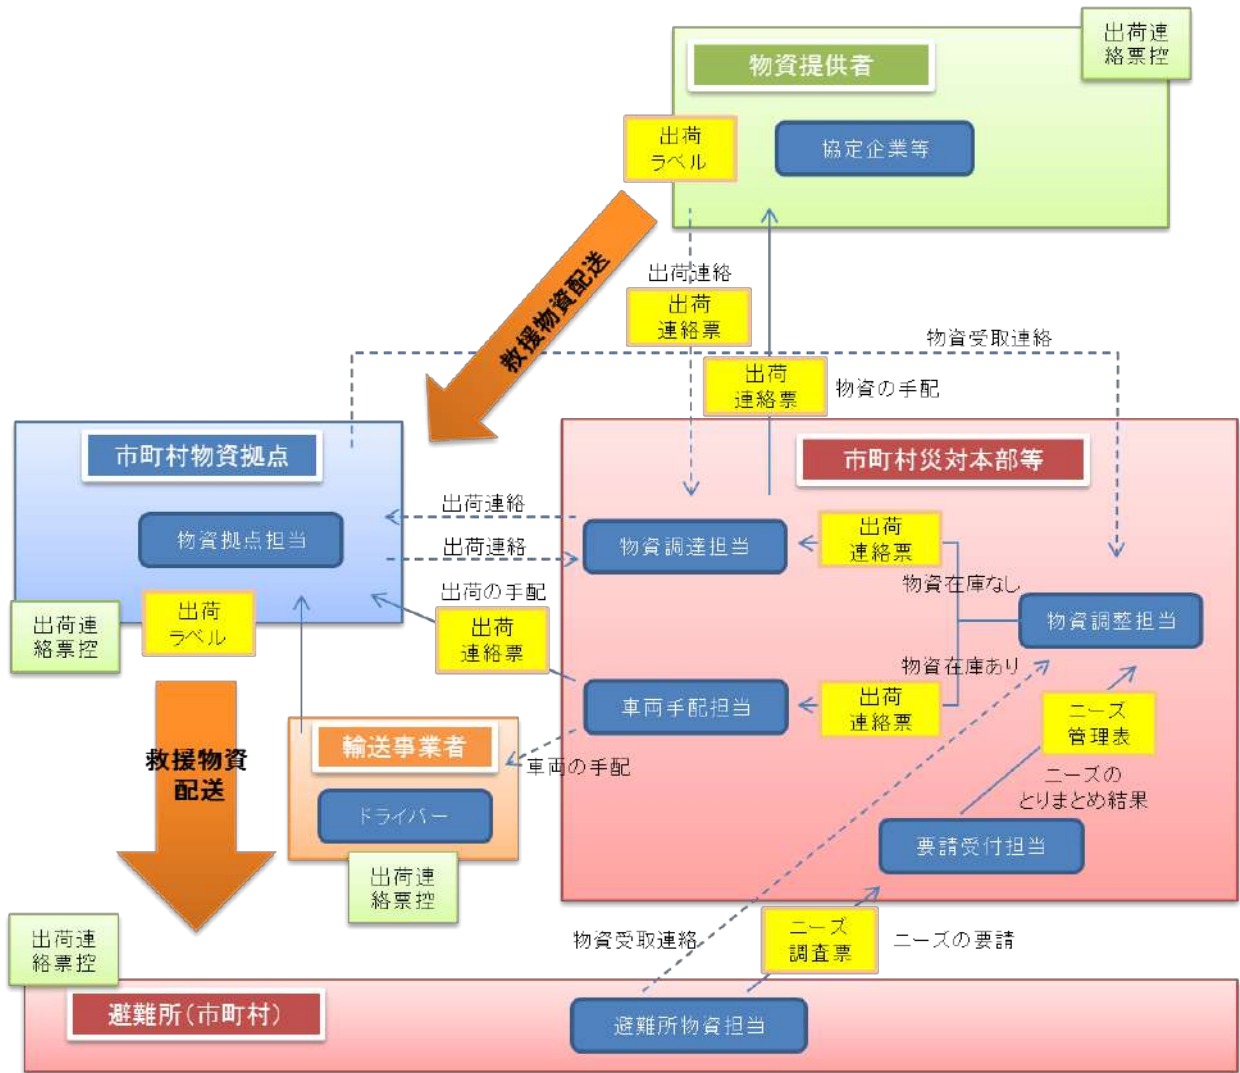 出荷連
絡票控
物資提供者
出荷
ラベル
協定企業等
救援物資配送
出荷連絡
出荷
連絡票
物資受取連絡
出荷
連絡票
物資の手配
市町村物資拠点
市町村災対本部等
出荷連絡
物資拠点担当
出荷連絡
物資調達担当
出荷
連絡票
物資在庫なし
出荷の手配
出荷
連絡票
物資調整担当
出荷連
絡票控
出荷
ラベル
物資在庫あり
車両手配担当
出荷
連絡票
ニーズ
管理表
輸送事業者
車両の手配
救援物資
配送
ニーズの
とりまとめ結果
ドライバー
要請受付担当
出荷連
絡票控
出荷連
絡票控
物資受取連絡
ニーズ
調査票
ニーズの要請
避難所(市町村)
避難所物資担当